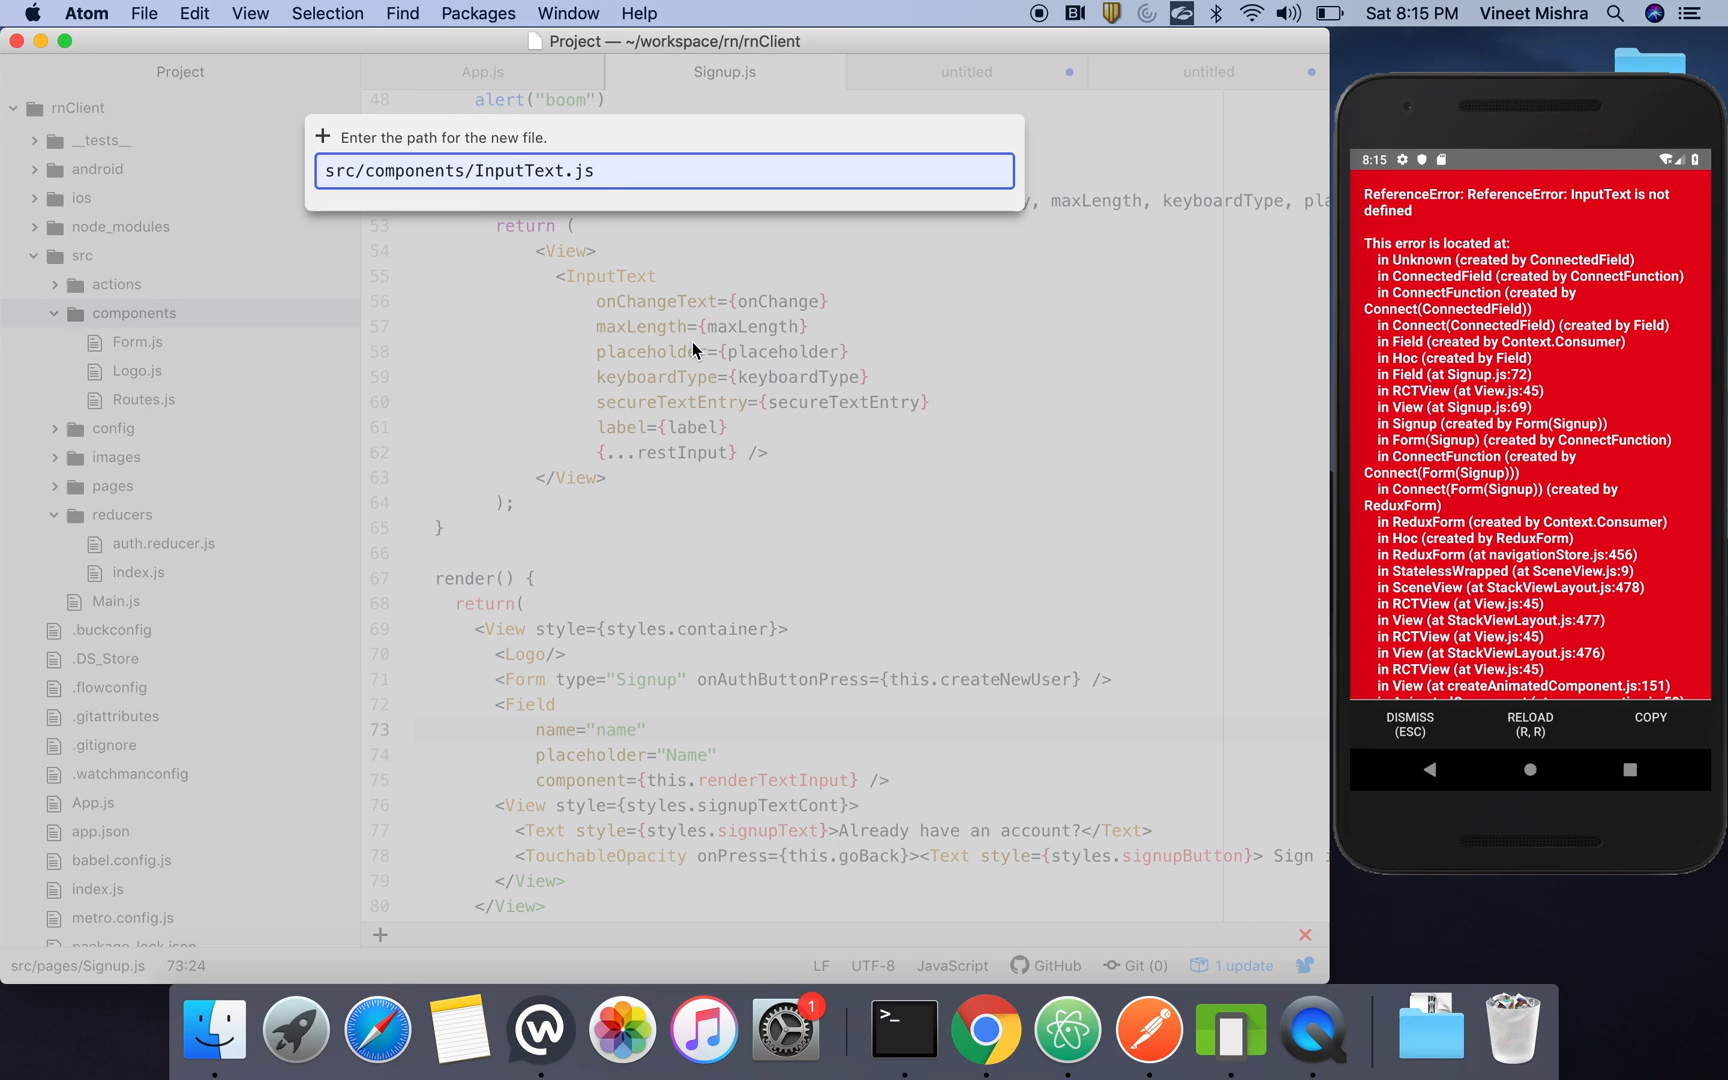 Atom File Edit View Selection Find Packages Window Help
Sat 8:15 PM Vineet Mishra
Project — ~/workspace/rn/rnClient
Project
App.js
Signup.js
untitled
untitled
rnClient
__tests__
android
ios
node_modules
src
actions
components
Form.js
Logo.js
Routes.js
config
images
pages
reducers
auth.reducer.js
index.js
Main.js
.buckconfig
.DS_Store
.flowconfig
.gitattributes
.gitignore
.watchmanconfig
App.js
app.json
babel.config.js
index.js
metro.config.js
package-lock.json
+ Enter the path for the new file.
src/components/InputText.js
48 alert("boom")
, maxLength, keyboardType, pla
53 return (
54 <View>
55 <InputText
56 onChangeText={onChange}
57 maxLength={maxLength}
58 placeholder={placeholder}
59 keyboardType={keyboardType}
60 secureTextEntry={secureTextEntry}
61 label={label}
62 {...restInput} />
63 </View>
64 );
65 }
66
67 render() {
68 return(
69 <View style={styles.container}>
70 <Logo/>
71 <Form type="Signup" onAuthButtonPress={this.createNewUser} />
72 <Field
73 name="name"
74 placeholder="Name"
75 component={this.renderTextInput} />
76 <View style={styles.signupTextCont}>
77 <Text style={styles.signupText}>Already have an account?</Text>
78 <TouchableOpacity onPress={this.goBack}><Text style={styles.signupButton}> Sign
79 </View>
80 </View>
src/pages/Signup.js 73:24
LF UTF-8 JavaScript GitHub Git (0) 1 update
8:15
ReferenceError: ReferenceError: InputText is not
defined
This error is located at:
in Unknown (created by ConnectedField)
in ConnectedField (created by ConnectFunction)
in ConnectFunction (created by
Connect(ConnectedField))
in Connect(ConnectedField) (created by Field)
in Field (created by Context.Consumer)
in Hoc (created by Field)
in Field (at Signup.js:72)
in RCTView (at View.js:45)
in View (at Signup.js:69)
in Signup (created by Form(Signup))
in Form(Signup) (created by ConnectFunction)
in ConnectFunction (created by
Connect(Form(Signup)))
in Connect(Form(Signup)) (created by
ReduxForm)
in ReduxForm (created by Context.Consumer)
in Hoc (created by ReduxForm)
in ReduxForm (at navigationStore.js:456)
in StatelessWrapped (at SceneView.js:9)
in SceneView (at StackViewLayout.js:478)
in RCTView (at View.js:45)
in View (at StackViewLayout.js:477)
in RCTView (at View.js:45)
in View (at StackViewLayout.js:476)
in RCTView (at View.js:45)
in View (at createAnimatedComponent.js:151)
DISMISS
(ESC)
RELOAD
(R, R)
COPY
1